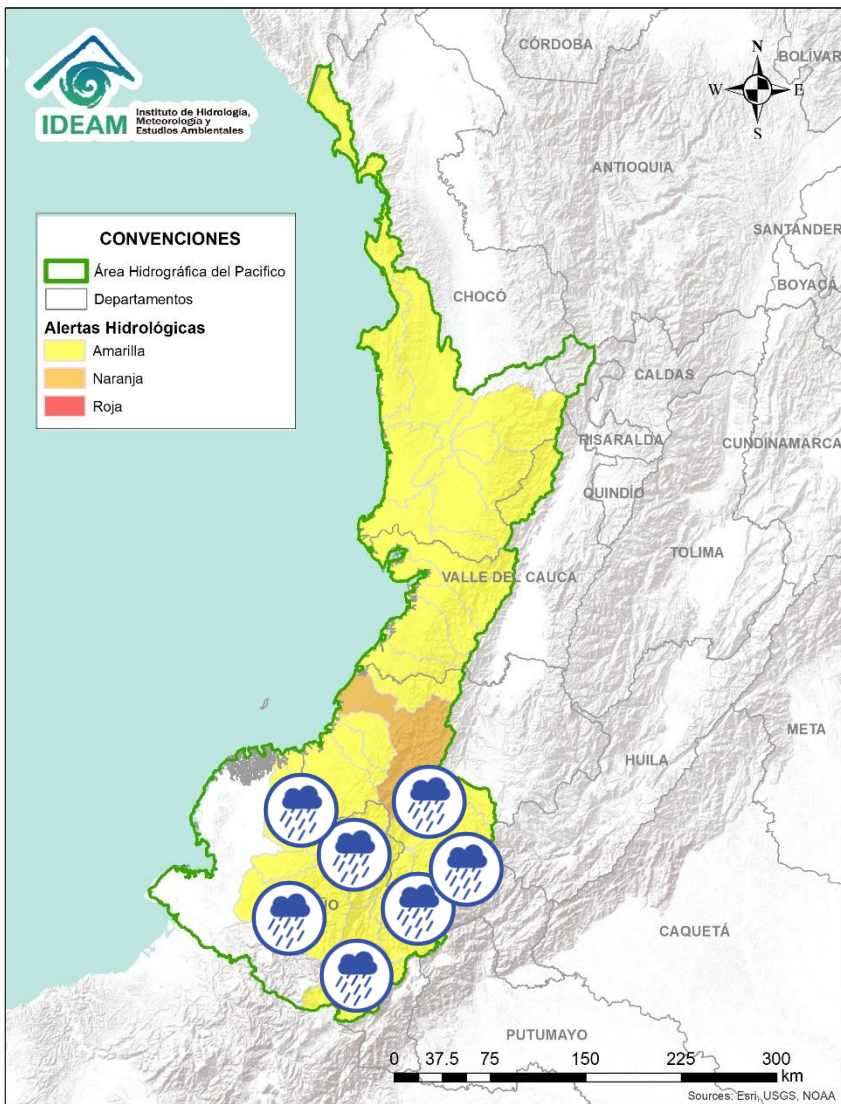 IDEAM
Instituto de Hidrología,
Meteorología y
Estudios Ambientales
CÓRDOBA
BOLÍVAR
N
W
E
S
ANTIOQUIA
SANTANDER
BOYACÁ
CONVENCIONES
Área Hidrográfica del Pacifico
Departamentos
Alertas Hidrológicas
Amarilla
Naranja
Roja
CHOCÓ
CALDAS
RISARALDA
CUNDINAMARCA
QUINDÍO
TOLIMA
VALLE DEL CAUCA
META
HUILA
CAQUETÁ
PUTUMAYO
0 37.5 75 150 225 300
km
Sources: Esri, USGS, NOAA